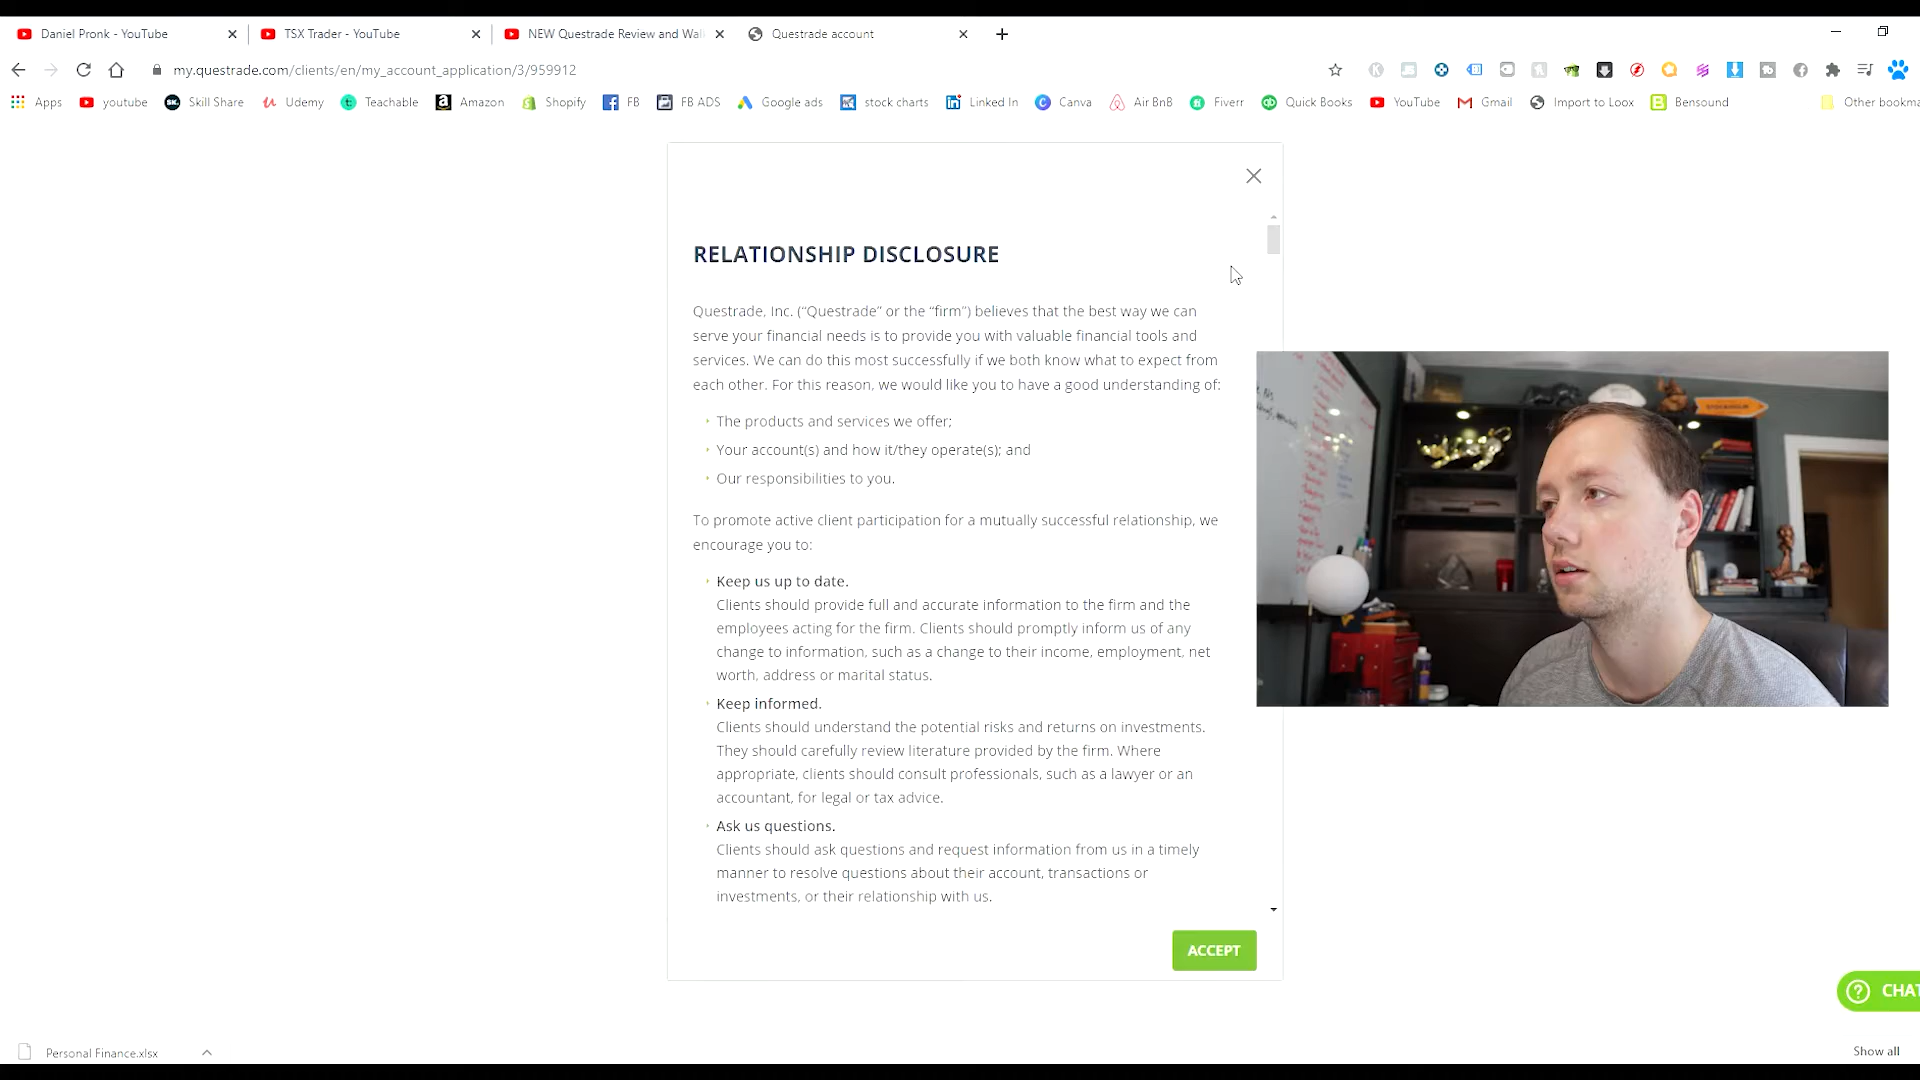 Daniel Pronk - YouTube
TSX Trader - YouTube
NEW Questrade Review and Wal
Questrade account
my.questrade.com/clients/en/my_account_application/3/959912
Apps
youtube
Skill Share
Udemy
Teachable
Amazon
Shopify
FB
FB ADS
Google ads
stock charts
Linked In
Canva
Air BnB
Fiverr
Quick Books
YouTube
Gmail
Import to Loox
Bensound
Other bookma
RELATIONSHIP DISCLOSURE
Questrade, Inc. (“Questrade” or the “firm”) believes that the best way we can
serve your financial needs is to provide you with valuable financial tools and
services. We can do this most successfully if we both know what to expect from
each other. For this reason, we would like you to have a good understanding of:
The products and services we offer;
Your account(s) and how it/they operate(s); and
Our responsibilities to you.
To promote active client participation for a mutually successful relationship, we
encourage you to:
Keep us up to date.
Clients should provide full and accurate information to the firm and the
employees acting for the firm. Clients should promptly inform us of any
change to information, such as a change to their income, employment, net
worth, address or marital status.
Keep informed.
Clients should understand the potential risks and returns on investments.
They should carefully review literature provided by the firm. Where
appropriate, clients should consult professionals, such as a lawyer or an
accountant, for legal or tax advice.
Ask us questions.
Clients should ask questions and request information from us in a timely
manner to resolve questions about their account, transactions or
investments, or their relationship with us.
ACCEPT
CHAT
Personal Finance.xlsx
Show all